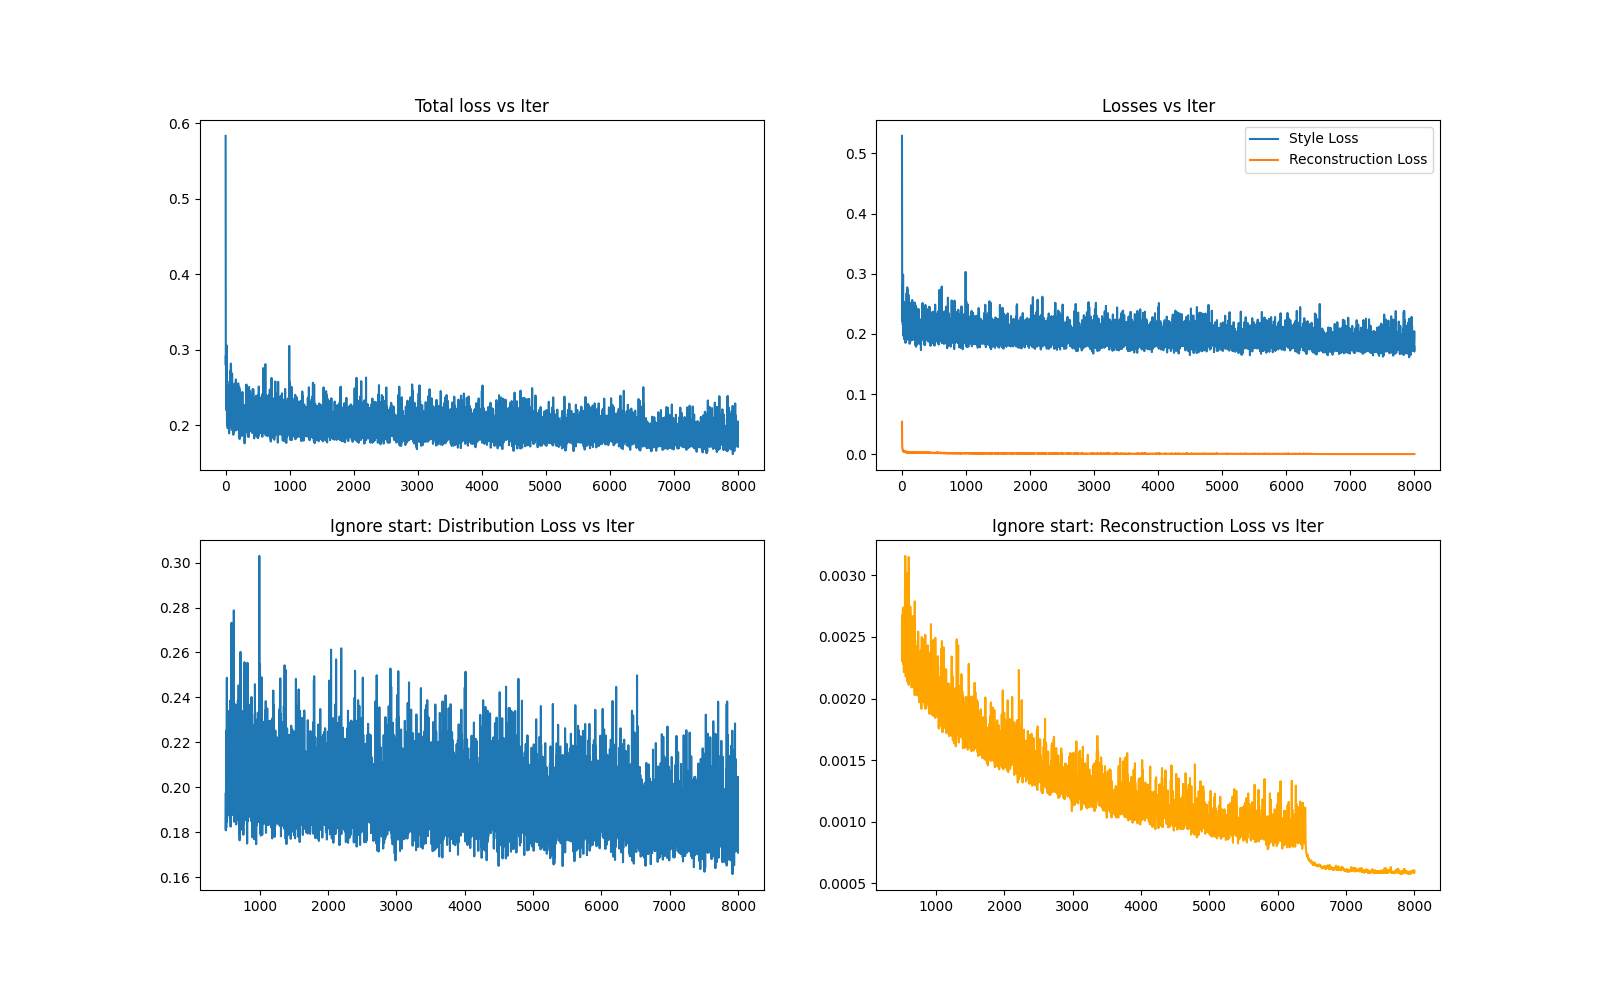 Total loss vs Iter
0.6
0.5
0.4
0.3
0.2
0 1000 2000 3000 4000 5000 6000 7000 8000
Losses vs Iter
Style Loss
Reconstruction Loss
0.5
0.4
0.3
0.2
0.1
0.0
0 1000 2000 3000 4000 5000 6000 7000 8000
Ignore start: Distribution Loss vs Iter
0.30
0.28
0.26
0.24
0.22
0.20
0.18
0.16
1000 2000 3000 4000 5000 6000 7000 8000
Ignore start: Reconstruction Loss vs Iter
0.0030
0.0025
0.0020
0.0015
0.0010
0.0005
1000 2000 3000 4000 5000 6000 7000 8000